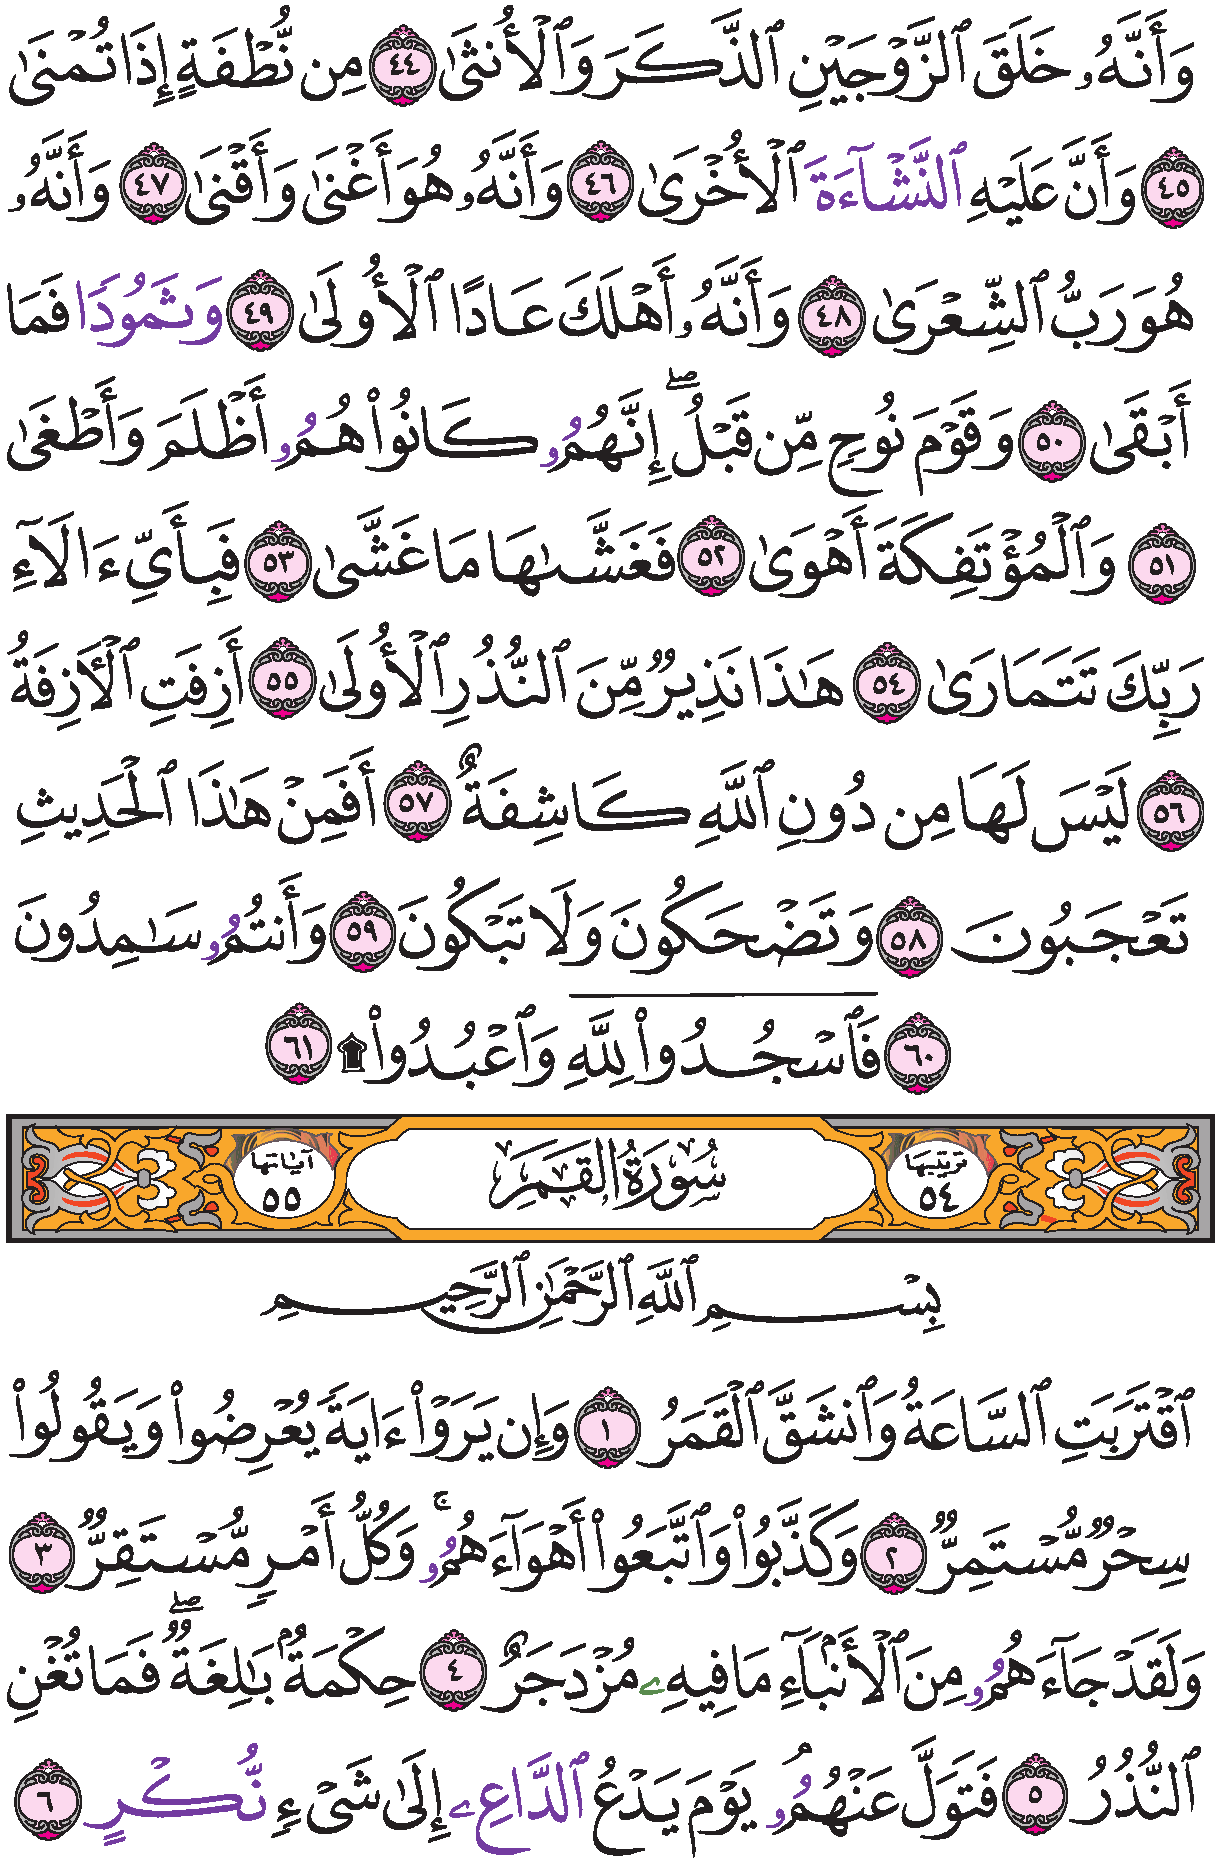 وَأَنَّهُۥ خَلَقَ ٱلزَّوْجَيْنِ ٱلذَّكَرَ وَٱلْأُنثَىٰ ٤٤ مِن نُّطْفَةٍ إِذَا تُمْنَىٰ
٤٥ وَأَنَّ عَلَيْهِ ٱلنَّشَآءَةَ ٱلْأُخْرَىٰ ٤٦ وَأَنَّهُۥ هُوَ أَغْنَىٰ وَأَقْنَىٰ ٤٧ وَأَنَّهُۥ
هُوَ رَبُّ ٱلشِّعْرَىٰ ٤٨ وَأَنَّهُۥ أَهْلَكَ عَادًا ٱلْأُولَىٰ ٤٩ وَثَمُودًا فَمَا
أَبْقَىٰ ٥٠ وَقَوْمَ نُوحٍ مِّن قَبْلُ ۖ إِنَّهُمُۥ كَانُوا۟ هُمُۥ أَظْلَمَ وَأَطْغَىٰ
٥١ وَٱلْمُؤْتَفِكَةَ أَهْوَىٰ ٥٢ فَغَشَّىٰهَا مَا غَشَّىٰ ٥٣ فَبِأَىِّ ءَالَآءِ
رَبِّكَ تَتَمَارَىٰ ٥٤ هَٰذَا نَذِيرٌ مِّنَ ٱلنُّذُرِ ٱلْأُولَىٰ ٥٥ أَزِفَتِ ٱلْأَزِفَةُ
٥٦ لَيْسَ لَهَا مِن دُونِ ٱللَّهِ كَاشِفَةٌ ٥٧ أَفَمِنْ هَٰذَا ٱلْحَدِيثِ
تَعْجَبُونَ ٥٨ وَتَضْحَكُونَ وَلَا تَبْكُونَ ٥٩ وَأَنتُمُۥ سَٰمِدُونَ
٦٠ فَٱسْجُدُوا۟ لِلَّهِ وَٱعْبُدُوا۟ ۩ ٦١
ترتيبها ٥٤ سُورَةُ القَمَرِ آياتها ٥٥
بِسْمِ ٱللَّهِ ٱلرَّحْمَٰنِ ٱلرَّحِيمِ
ٱقْتَرَبَتِ ٱلسَّاعَةُ وَٱنشَقَّ ٱلْقَمَرُ ١ وَإِن يَرَوْا۟ ءَايَةً يُعْرِضُوا۟ وَيَقُولُوا۟
سِحْرٌ مُّسْتَمِرٌّ ٢ وَكَذَّبُوا۟ وَٱتَّبَعُوا۟ أَهْوَآءَهُمُۥ ۚ وَكُلُّ أَمْرٍ مُّسْتَقِرٌّ ٣
وَلَقَدْ جَآءَهُمُۥ مِنَ ٱلْأَنۢبَآءِ مَا فِيهِۦ مُزْدَجَرٌ ٤ حِكْمَةٌۢ بَٰلِغَةٌ ۖ فَمَا تُغْنِ
ٱلنُّذُرُ ٥ فَتَوَلَّ عَنْهُمُۥ ۘ يَوْمَ يَدْعُ ٱلدَّاعِۦ إِلَىٰ شَىْءٍ نُّكْرٍ ٦